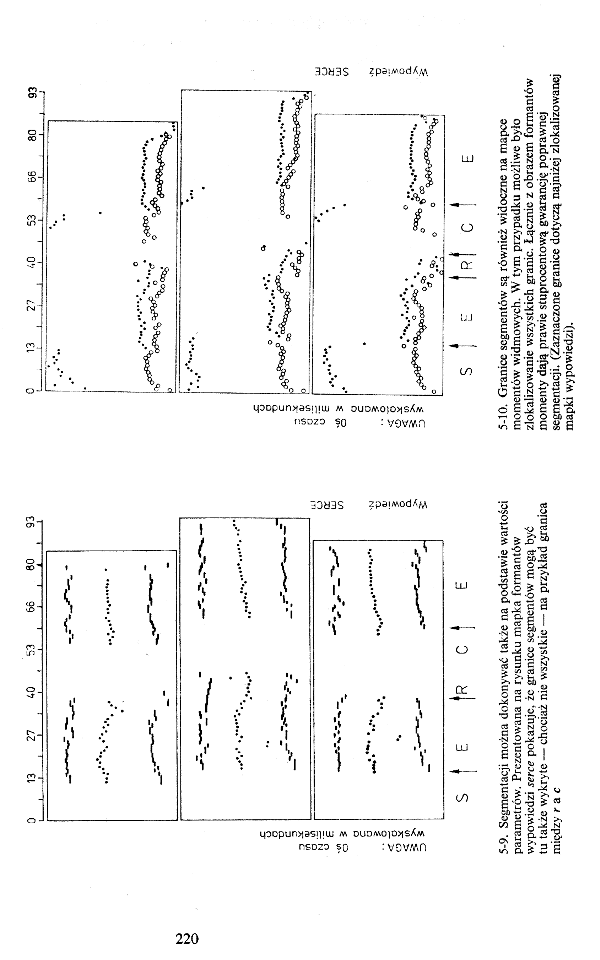 0 13 27 40 53 66 80 93
Wypowiedź SERCE
UWAGA : Oś czasu
wyskalowano w milisekundach
S E R C E
5-9. Segmentacji można dokonywać także na podstawie wartości
parametrów. Prezentowana na rysunku mapka formantów
wypowiedzi serce pokazuje, że granice segmentów mogą być
tu także wykryte — chociaż nie wszystkie — na przykład granica
między r a c
0 13 27 40 53 66 80 93
Wypowiedź SERCE
UWAGA : Oś czasu
wyskalowano w milisekundach
S E R C E
5-10. Granice segmentów są również widoczne na mapce
momentów widmowych. W tym przypadku możliwe było
zlokalizowanie wszystkich granic. Łącznie z obrazem formantów
momenty dają prawie stuprocentową gwarancję poprawnej
segmentacji. (Zaznaczone granice dotyczą najniżej zlokalizowanej
mapki wypowiedzi).
220